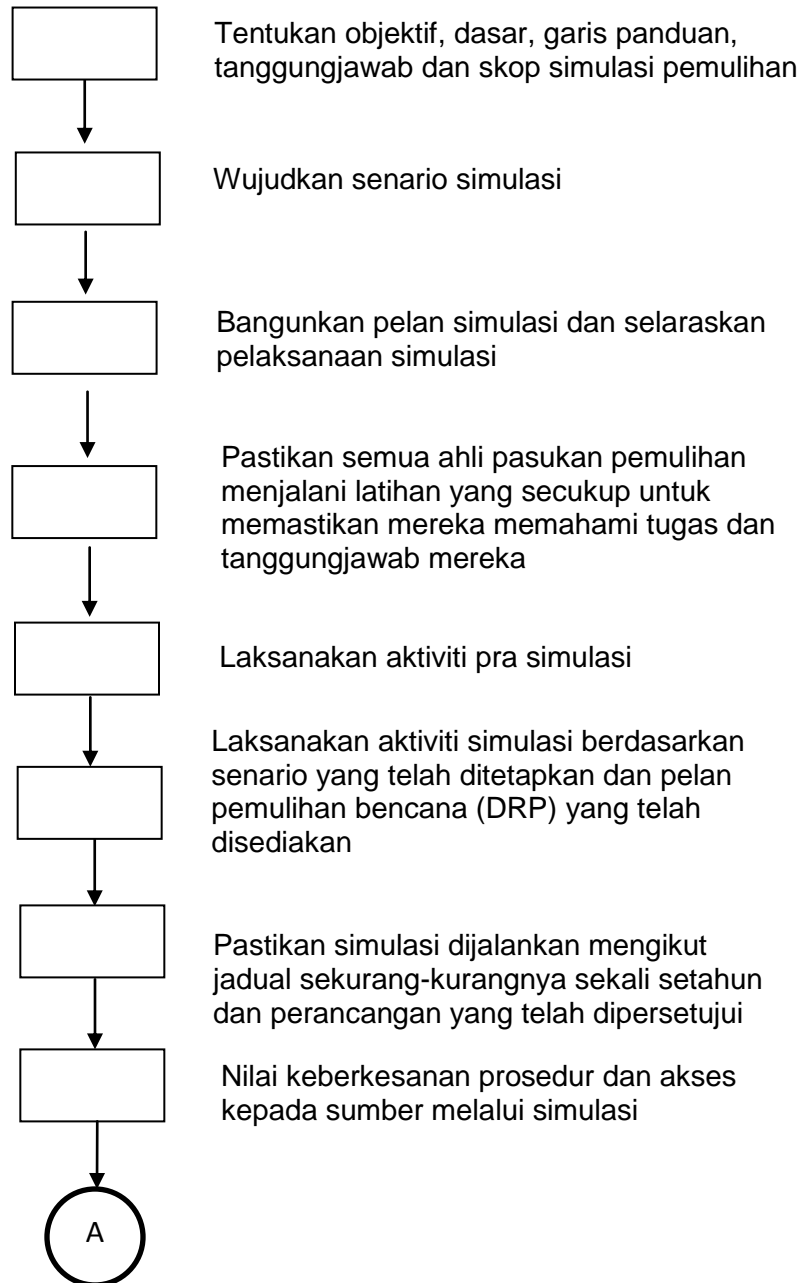 Tentukan objektif, dasar, garis panduan,
tanggungjawab dan skop simulasi pemulihan
Wujudkan senario simulasi
Bangunkan pelan simulasi dan selaraskan
pelaksanaan simulasi
Pastikan semua ahli pasukan pemulihan
menjalani latihan yang secukup untuk
memastikan mereka memahami tugas dan
tanggungjawab mereka
Laksanakan aktiviti pra simulasi
Laksanakan aktiviti simulasi berdasarkan
senario yang telah ditetapkan dan pelan
pemulihan bencana (DRP) yang telah
disediakan
Pastikan simulasi dijalankan mengikut
jadual sekurang-kurangnya sekali setahun
dan perancangan yang telah dipersetujui
Nilai keberkesanan prosedur dan akses
kepada sumber melalui simulasi
A